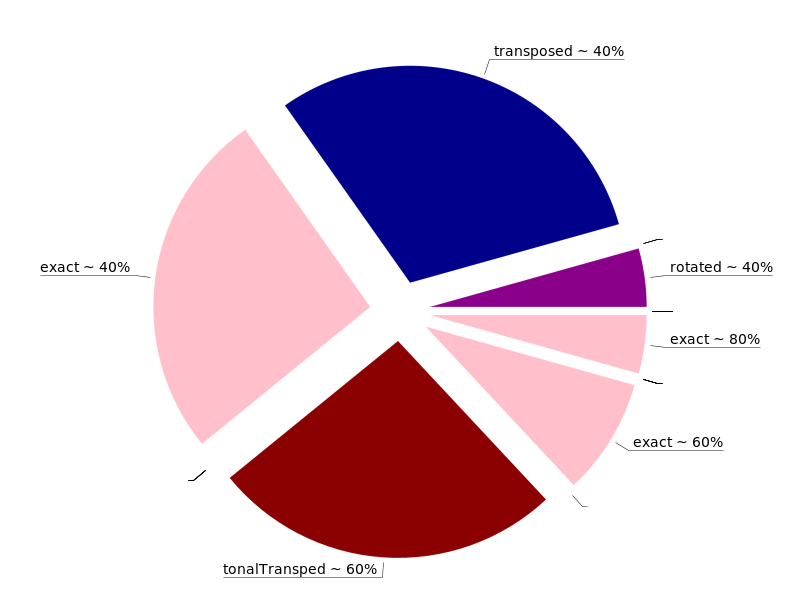 transposed ~ 40%
exact ~ 40%
rotated ~ 40%
exact ~ 80%
exact ~ 60%
tonalTransped ~ 60%